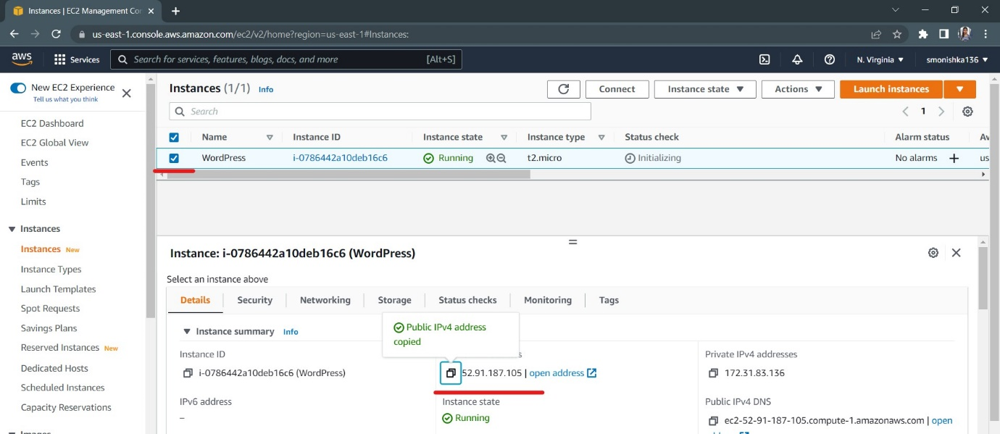 Instances | EC2 Management Con
us-east-1.console.aws.amazon.com/ec2/v2/home?region=us-east-1#Instances:
aws
Services
Search for services, features, blogs, docs, and more
[Alt+S]
N. Virginia
smonishka136
New EC2 Experience
Tell us what you think
EC2 Dashboard
EC2 Global View
Events
Tags
Limits
Instances
Instances New
Instance Types
Launch Templates
Spot Requests
Savings Plans
Reserved Instances New
Dedicated Hosts
Scheduled Instances
Capacity Reservations
Images
Instances (1/1) Info
Connect
Instance state
Actions
Launch instances
Search
1
Name Instance ID Instance state Instance type Status check Alarm status Av
WordPress i-0786442a10deb16c6 Running t2.micro Initializing No alarms us
Instance: i-0786442a10deb16c6 (WordPress)
Select an instance above
Details Security Networking Storage Status checks Monitoring Tags
Instance summary Info
Public IPv4 address
copied
Instance ID
i-0786442a10deb16c6 (WordPress)
s
52.91.187.105 | open address
Private IPv4 addresses
172.31.83.136
IPv6 address
–
Instance state
Running
Public IPv4 DNS
ec2-52-91-187-105.compute-1.amazonaws.com | open